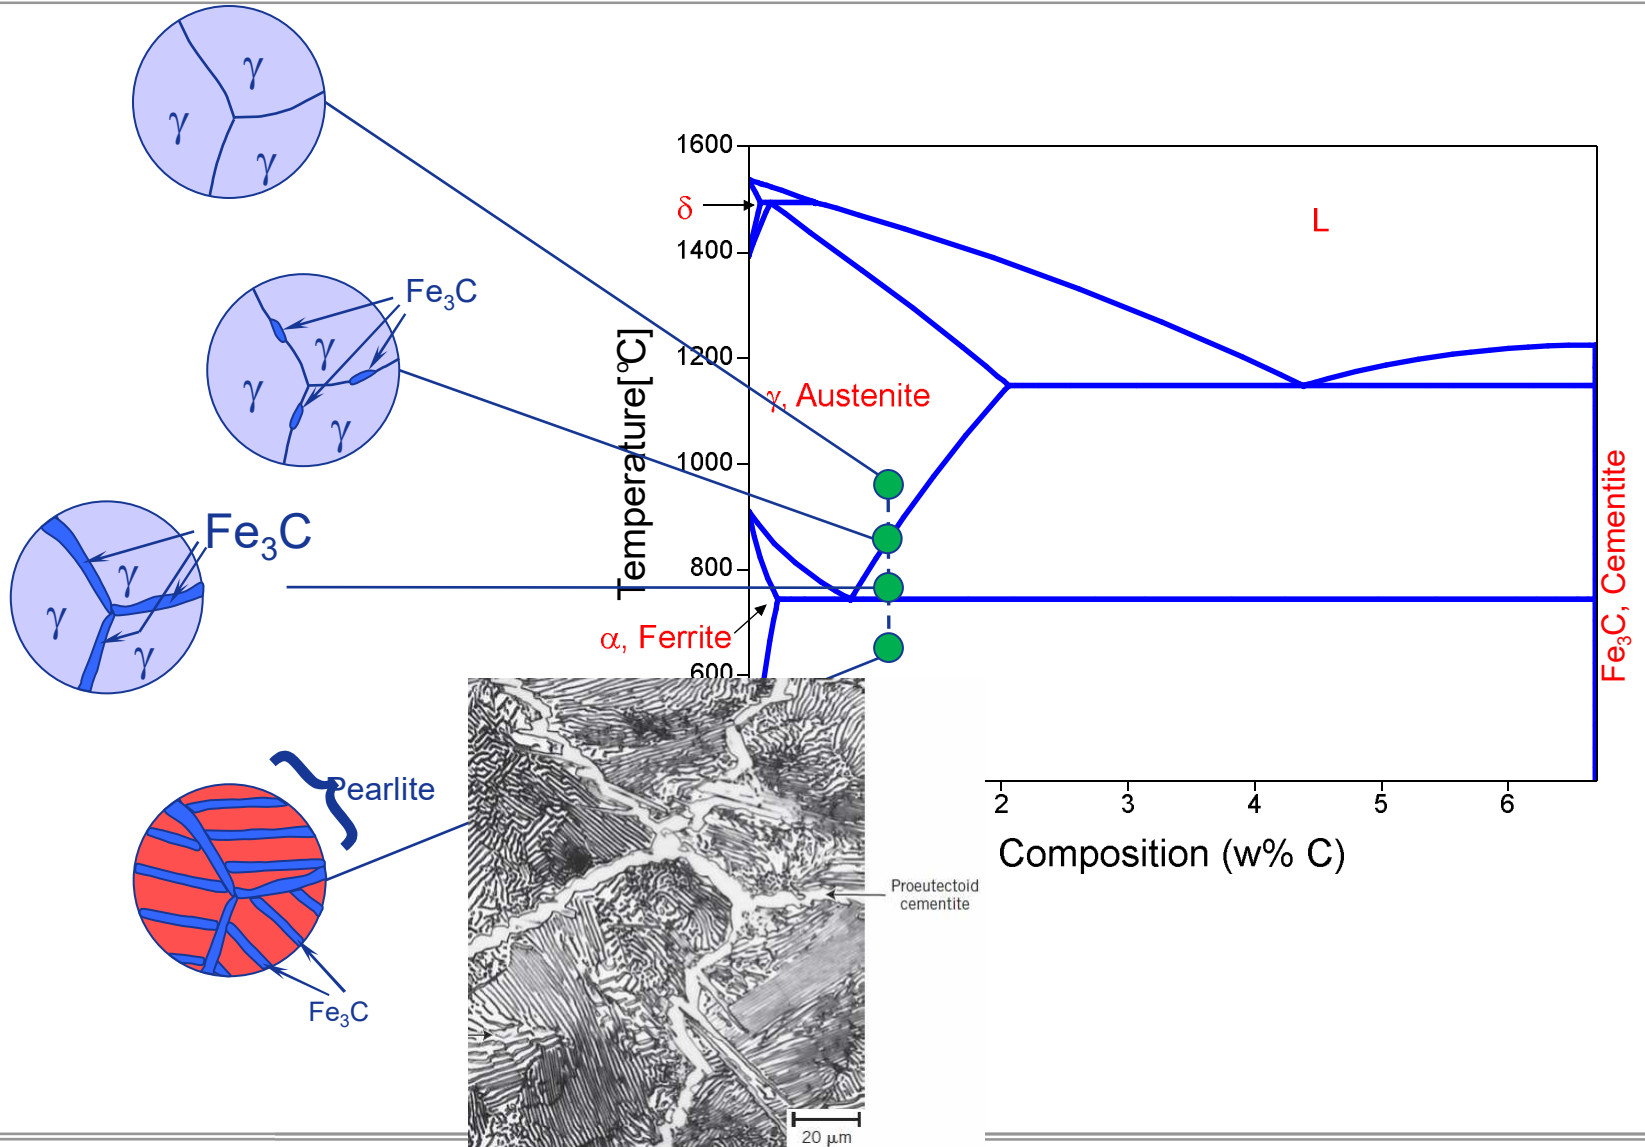 γ
γ
γ
1600
δ
L
1400
Fe₃C
γ
γ
γ
1200
γ, Austenite
Temperature[°C]
1000
Fe₃C
γ
γ
γ
800
α, Ferrite
600
Fe₃C, Cementite
Pearlite
2 3 4 5 6
Composition (w% C)
Proeutectoid
cementite
Fe₃C
20 μm